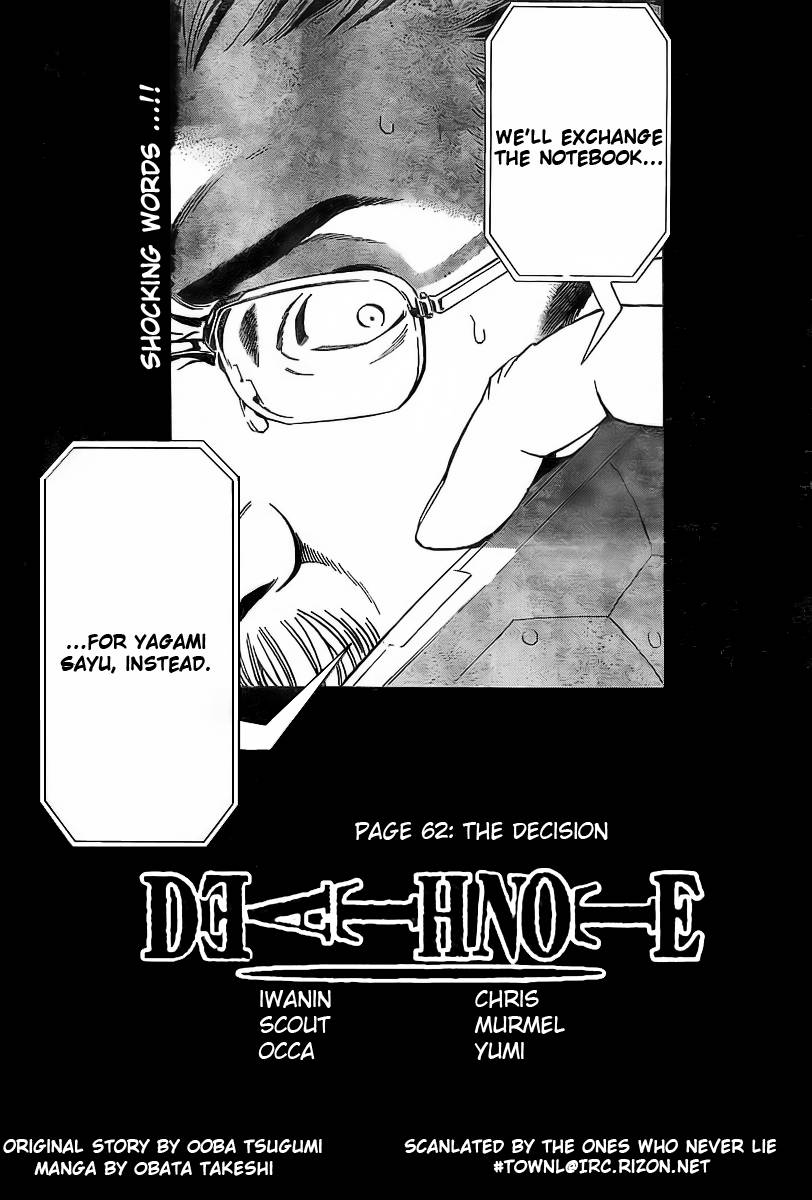 SHOCKING WORDS ...!!
WE'LL EXCHANGE
THE NOTEBOOK...
...FOR YAGAMI
SAYU, INSTEAD.
PAGE 62: THE DECISION
DEATH NOTE
IWANIN
SCOUT
OCCA
CHRIS
MURMEL
YUMI
ORIGINAL STORY BY OOBA TSUGUMI
MANGA BY OBATA TAKESHI
SCANLATED BY THE ONES WHO NEVER LIE
#TOWNL@IRC.RIZON.NET